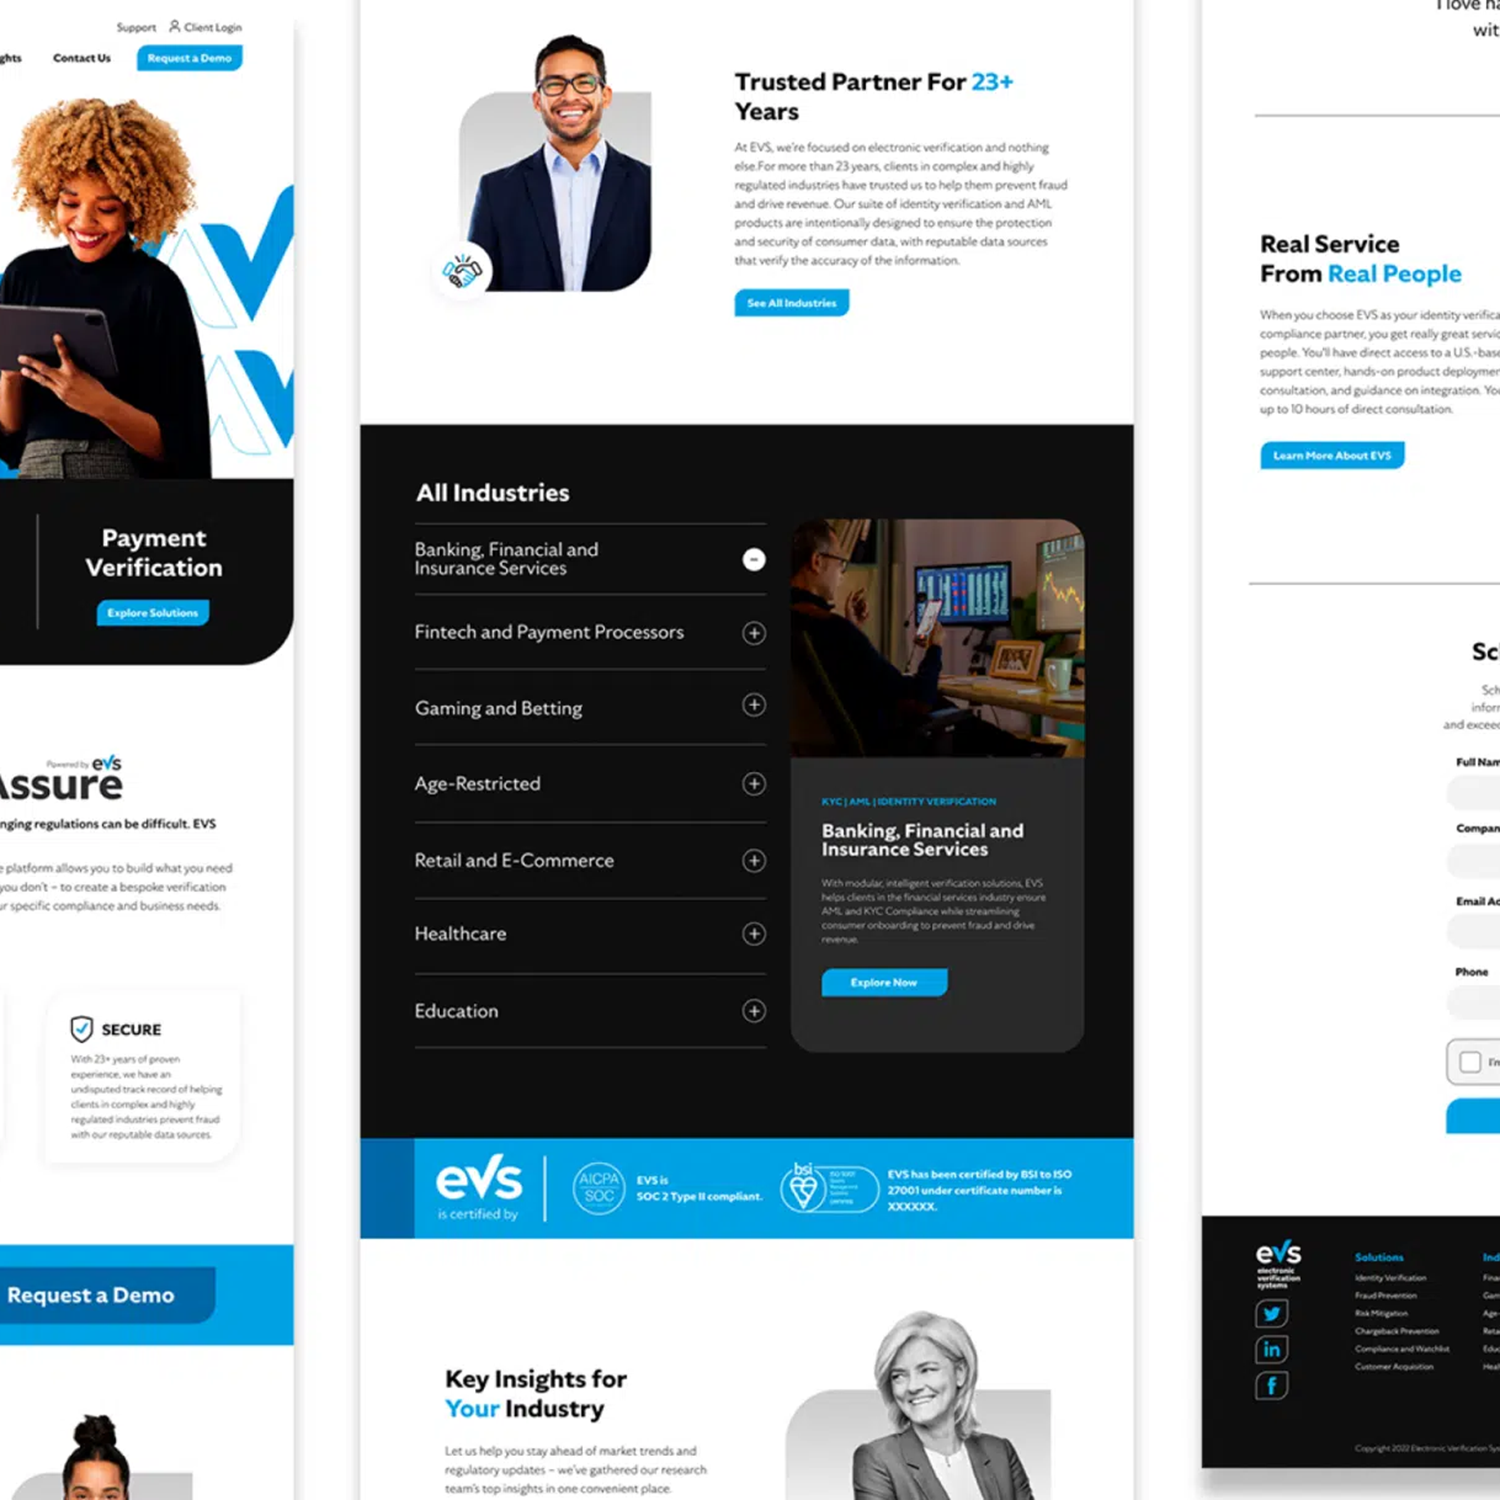 Support Client Login
ghts Contact Us Request a Demo
Payment
Verification
Explore Solutions
Powered by evs
Assure
nging regulations can be difficult. EVS
e platform allows you to build what you need
you don't – to create a bespoke verification
ur specific compliance and business needs.
SECURE
With 23+ years of proven
experience, we have an
undisputed track record of helping
clients in complex and highly
regulated industries prevent fraud
with our reputable data sources.
Request a Demo
Trusted Partner For 23+
Years
At EVS, we're focused on electronic verification and nothing
else.For more than 23 years, clients in complex and highly
regulated industries have trusted us to help them prevent fraud
and drive revenue. Our suite of identity verification and AML
products are intentionally designed to ensure the protection
and security of consumer data, with reputable data sources
that verify the accuracy of the information.
See All Industries
All Industries
Banking, Financial and
Insurance Services
Fintech and Payment Processors
Gaming and Betting
Age-Restricted
Retail and E-Commerce
Healthcare
Education
KYC | AML | IDENTITY VERIFICATION
Banking, Financial and
Insurance Services
With modular, intelligent verification solutions, EVS
helps clients in the financial services industry ensure
AML and KYC Compliance while streamlining
consumer onboarding to prevent fraud and drive
revenue.
Explore Now
evs
is certified by
AICPA
SOC
EVS is
SOC 2 Type II compliant.
bsi
EVS has been certified by BSI to ISO
27001 under certificate number is
XXXXXX.
Key Insights for
Your Industry
Let us help you stay ahead of market trends and
regulatory updates – we've gathered our research
team's top insights in one convenient place.
I love ha
wit
Real Service
From Real People
When you choose EVS as your identity verifica
compliance partner, you get really great servic
people. You'll have direct access to a U.S.-base
support center, hands-on product deploymen
consultation, and guidance on integration. You
up to 10 hours of direct consultation.
Learn More About EVS
Sc
Sch
inforr
and exceed
Full Nam
Compan
Email Ad
Phone
I'm
evs
electronic
verification
systems
Solutions
Identity Verification
Fraud Prevention
Risk Mitigation
Chargeback Prevention
Compliance and Watchlist
Customer Acquisition
Ind
Fina
Gam
Age-
Reta
Educ
Heal
Copyright 2022 Electronic Verification Sys